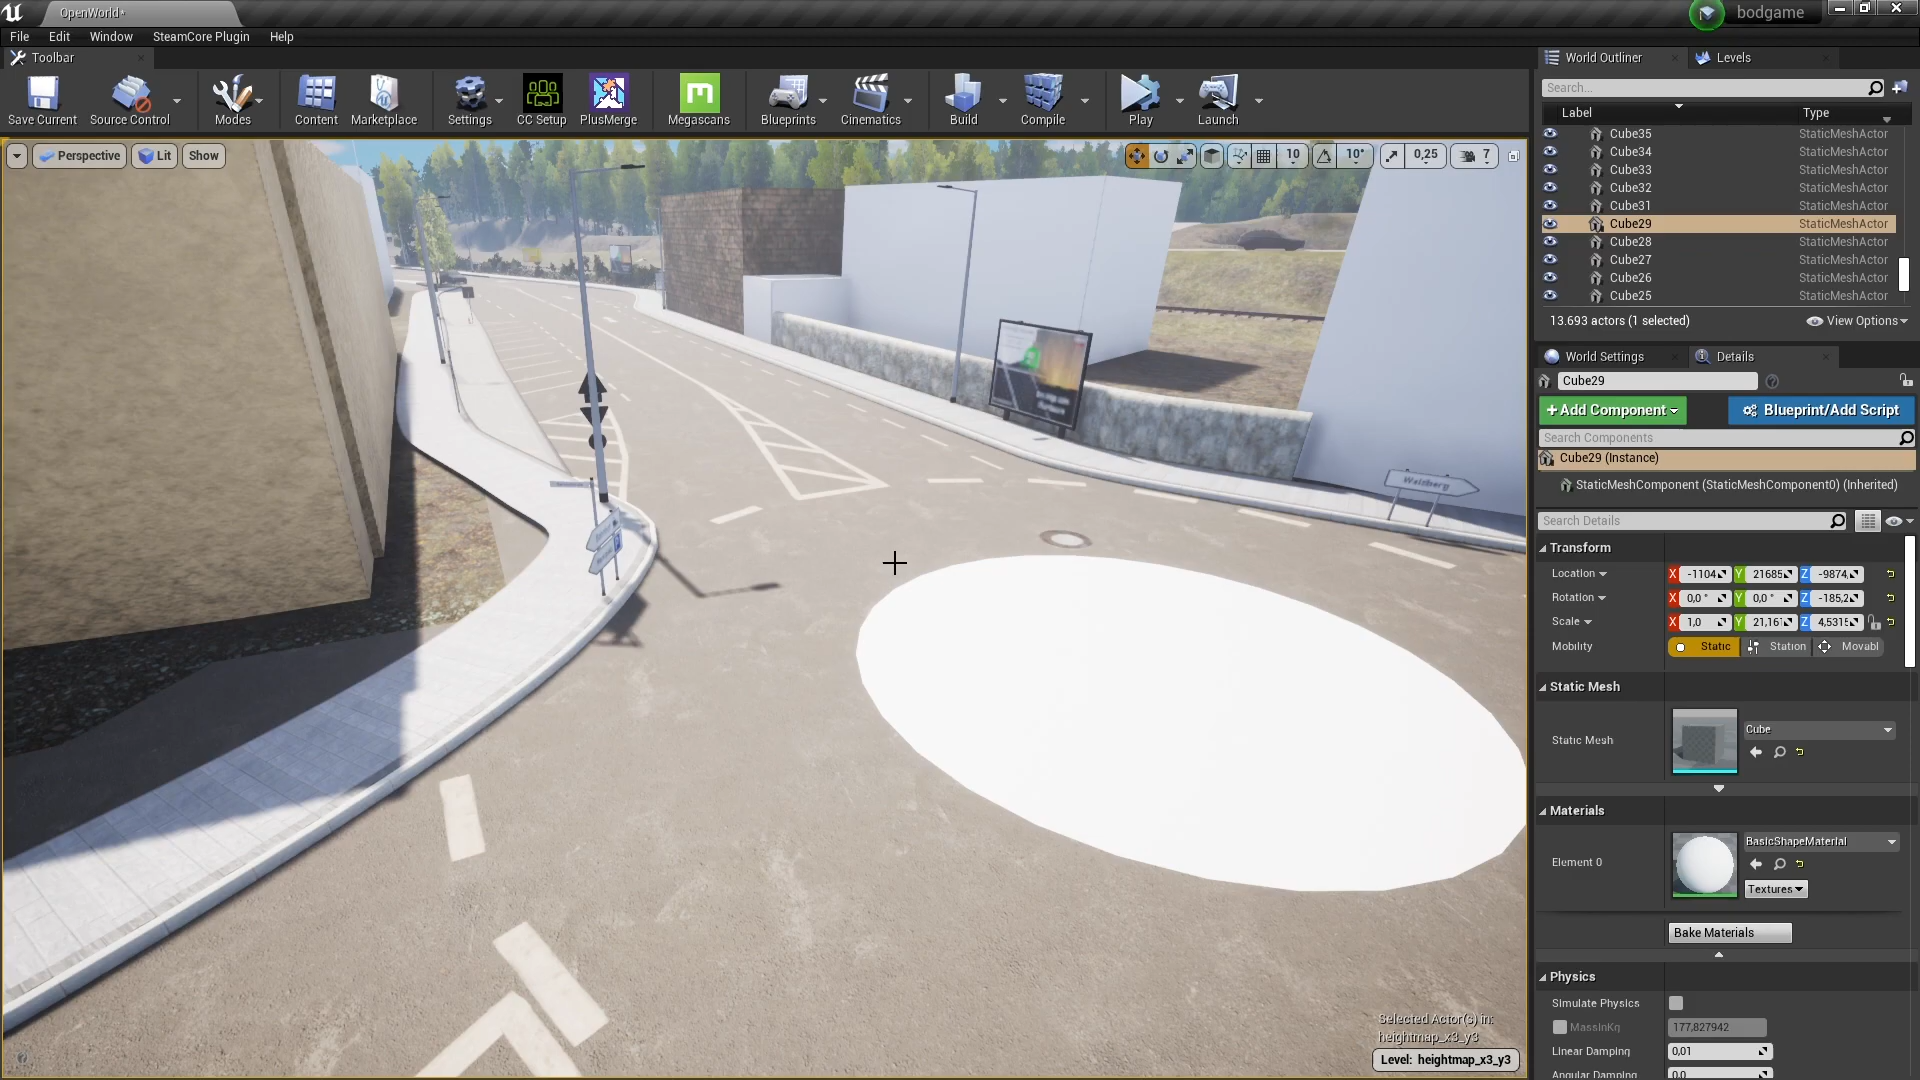 OpenWorld*
bodgame
File Edit Window SteamCore Plugin Help
Toolbar
Save Current
Source Control
Modes
Content
Marketplace
Settings
CC Setup
PlusMerge
Megascans
Blueprints
Cinematics
Build
Compile
Play
Launch
Perspective
Lit
Show
10
10°
0,25
7
Walsberg
Selected Actor(s) in:
heightmap_x3_y3
Level: heightmap_x3_y3
World Outliner
Levels
Search...
Label Type
Cube35 StaticMeshActor
Cube34 StaticMeshActor
Cube33 StaticMeshActor
Cube32 StaticMeshActor
Cube31 StaticMeshActor
Cube29 StaticMeshActor
Cube28 StaticMeshActor
Cube27 StaticMeshActor
Cube26 StaticMeshActor
Cube25 StaticMeshActor
13.693 actors (1 selected)
View Options
World Settings
Details
Cube29
+Add Component
Blueprint/Add Script
Search Components
Cube29 (Instance)
StaticMeshComponent (StaticMeshComponent0) (Inherited)
Search Details
Transform
Location X -1104 Y 21685 Z -9874,
Rotation X 0,0 ° Y 0,0 ° Z -185,2
Scale X 1,0 Y 21,161 Z 4,5315
Mobility Static Station Movabl
Static Mesh
Static Mesh
Cube
Materials
Element 0
BasicShapeMaterial
Textures
Bake Materials
Physics
Simulate Physics
MassInKg 177,827942
Linear Damping 0,01
Angular Damping 0,0